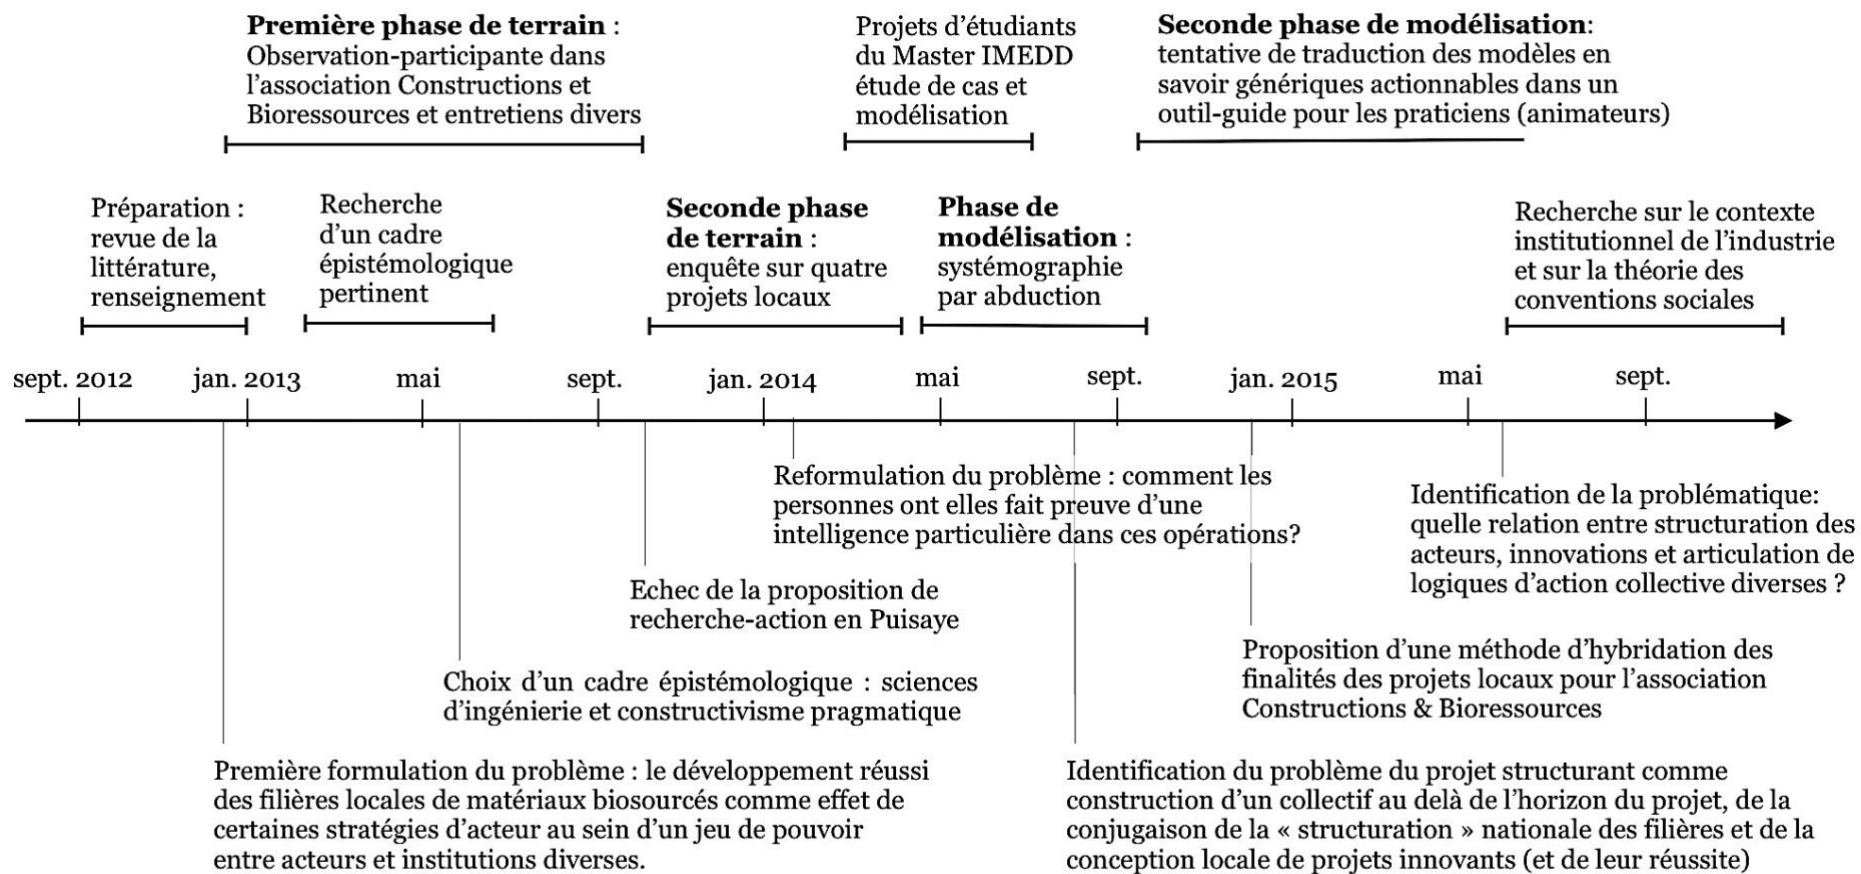 Première phase de terrain :
Observation-participante dans
l'association Constructions et
Bioressources et entretiens divers
Projets d'étudiants
du Master IMEDD
étude de cas et
modélisation
Seconde phase de modélisation:
tentative de traduction des modèles en
savoir génériques actionnables dans un
outil-guide pour les praticiens (animateurs)
Préparation :
revue de la
littérature,
renseignement
Recherche
d'un cadre
épistémologique
pertinent
Seconde phase
de terrain :
enquête sur quatre
projets locaux
Phase de
modélisation :
systémographie
par abduction
Recherche sur le contexte
institutionnel de l'industrie
et sur la théorie des
conventions sociales
sept. 2012 jan. 2013 mai sept. jan. 2014 mai sept. jan. 2015 mai sept.
Reformulation du problème : comment les
personnes ont elles fait preuve d'une
intelligence particulière dans ces opérations?
Identification de la problématique:
quelle relation entre structuration des
acteurs, innovations et articulation de
logiques d'action collective diverses ?
Echec de la proposition de
recherche-action en Puisaye
Proposition d'une méthode d'hybridation des
finalités des projets locaux pour l'association
Constructions & Bioressources
Choix d'un cadre épistémologique : sciences
d'ingénierie et constructivisme pragmatique
Première formulation du problème : le développement réussi
des filières locales de matériaux biosourcés comme effet de
certaines stratégies d'acteur au sein d'un jeu de pouvoir
entre acteurs et institutions diverses.
Identification du problème du projet structurant comme
construction d'un collectif au delà de l'horizon du projet, de la
conjugaison de la « structuration » nationale des filières et de la
conception locale de projets innovants (et de leur réussite)